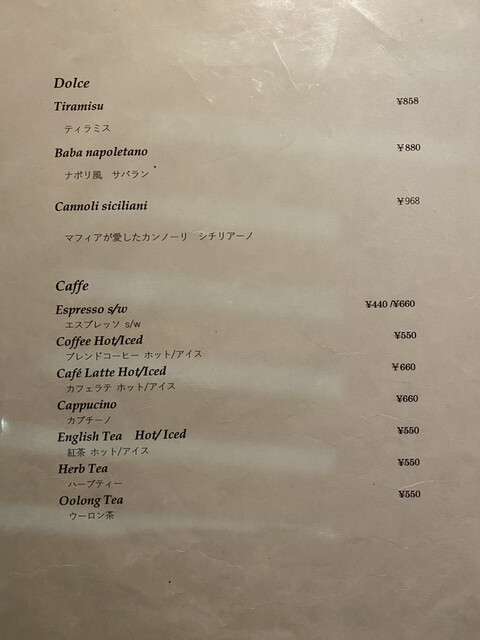 Dolce
Tiramisu ¥858
ティラミス
Baba napoletano ¥880
ナポリ風 サバラン
Cannoli siciliani ¥968
マフィアが愛したカンノーリ シチリアーノ
Caffe
Espresso s/w ¥440 /¥660
エスプレッソ s/w
Coffee Hot/Iced ¥550
ブレンドコーヒー ホット/アイス
Café Latte Hot/Iced ¥660
カフェラテ ホット/アイス
Cappucino ¥660
カプチーノ
English Tea Hot/ Iced ¥550
紅茶 ホット/アイス
Herb Tea ¥550
ハーブティー
Oolong Tea ¥550
ウーロン茶